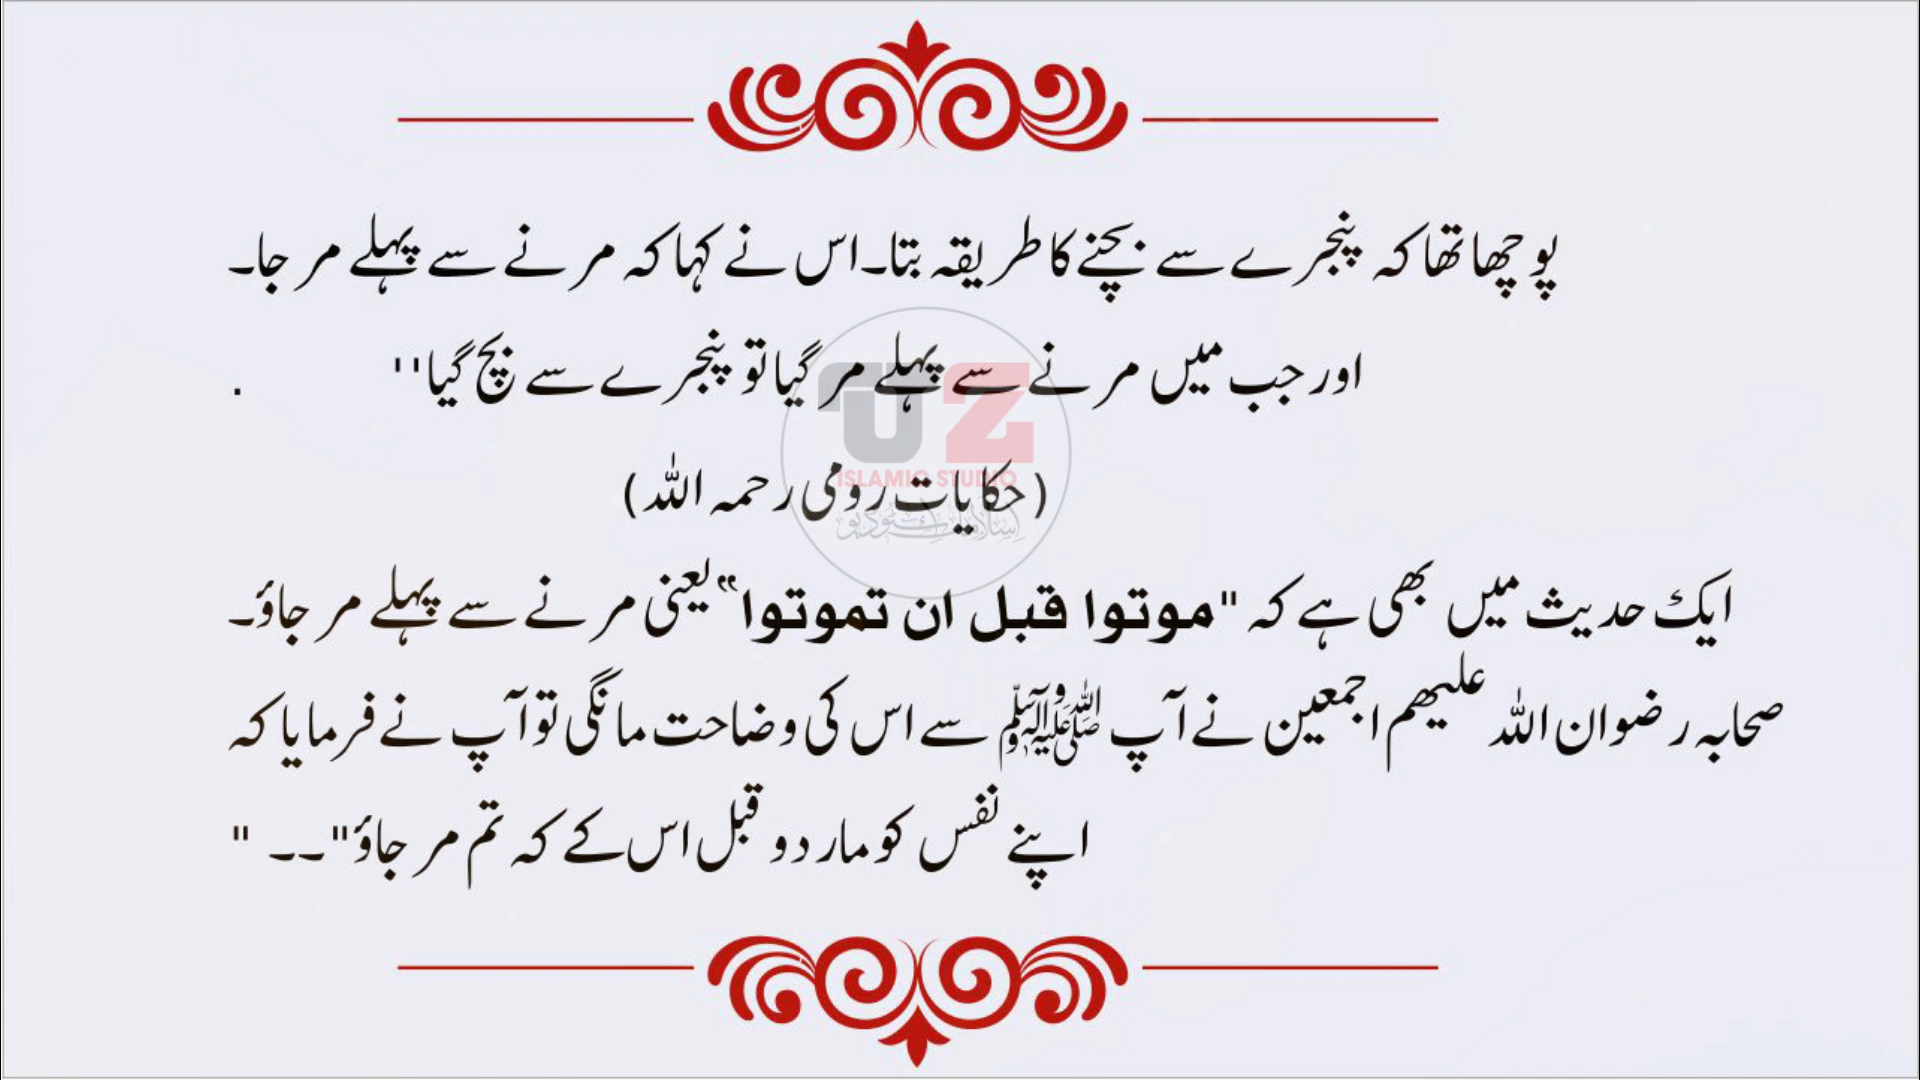 پوچھا تھا کہ پنجرے سے بچنے کا طریقہ بتا۔ اس نے کہا کہ مرنے سے پہلے مر جا۔
اور جب میں مرنے سے پہلے مر گیا تو پنجرے سے بچ گیا'' .
(حکایات رومی رحمہ اللہ)
UZ
ISLAMIC STUDIO
ایک حدیث میں بھی ہے کہ "موتوا قبل ان تموتوا“ یعنی مرنے سے پہلے مر جاؤ۔
صحابہ رضوان اللہ علیھم اجمعین نے آپ ﷺ سے اس کی وضاحت مانگی تو آپ نے فرمایا کہ
اپنے نفس کو مار دو قبل اس کے کہ تم مر جاؤ"۔۔ "